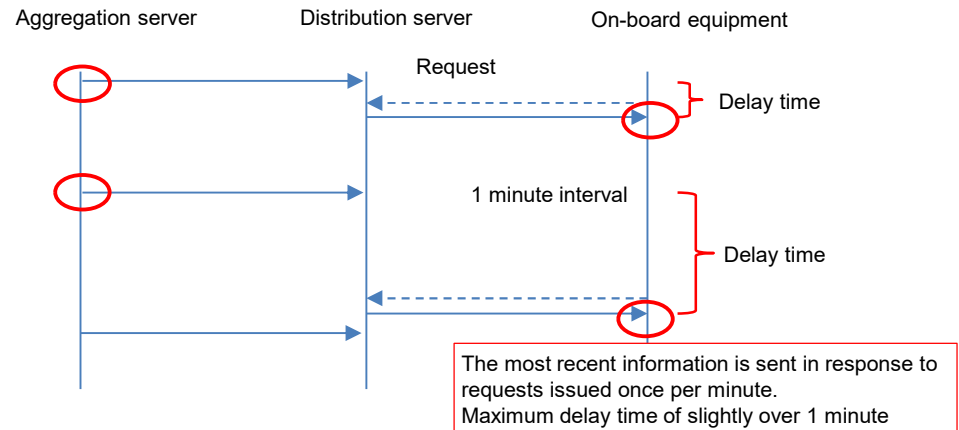 Aggregation server
Distribution server
On-board equipment
Request
Delay time
1 minute interval
Delay time
The most recent information is sent in response to
requests issued once per minute.
Maximum delay time of slightly over 1 minute